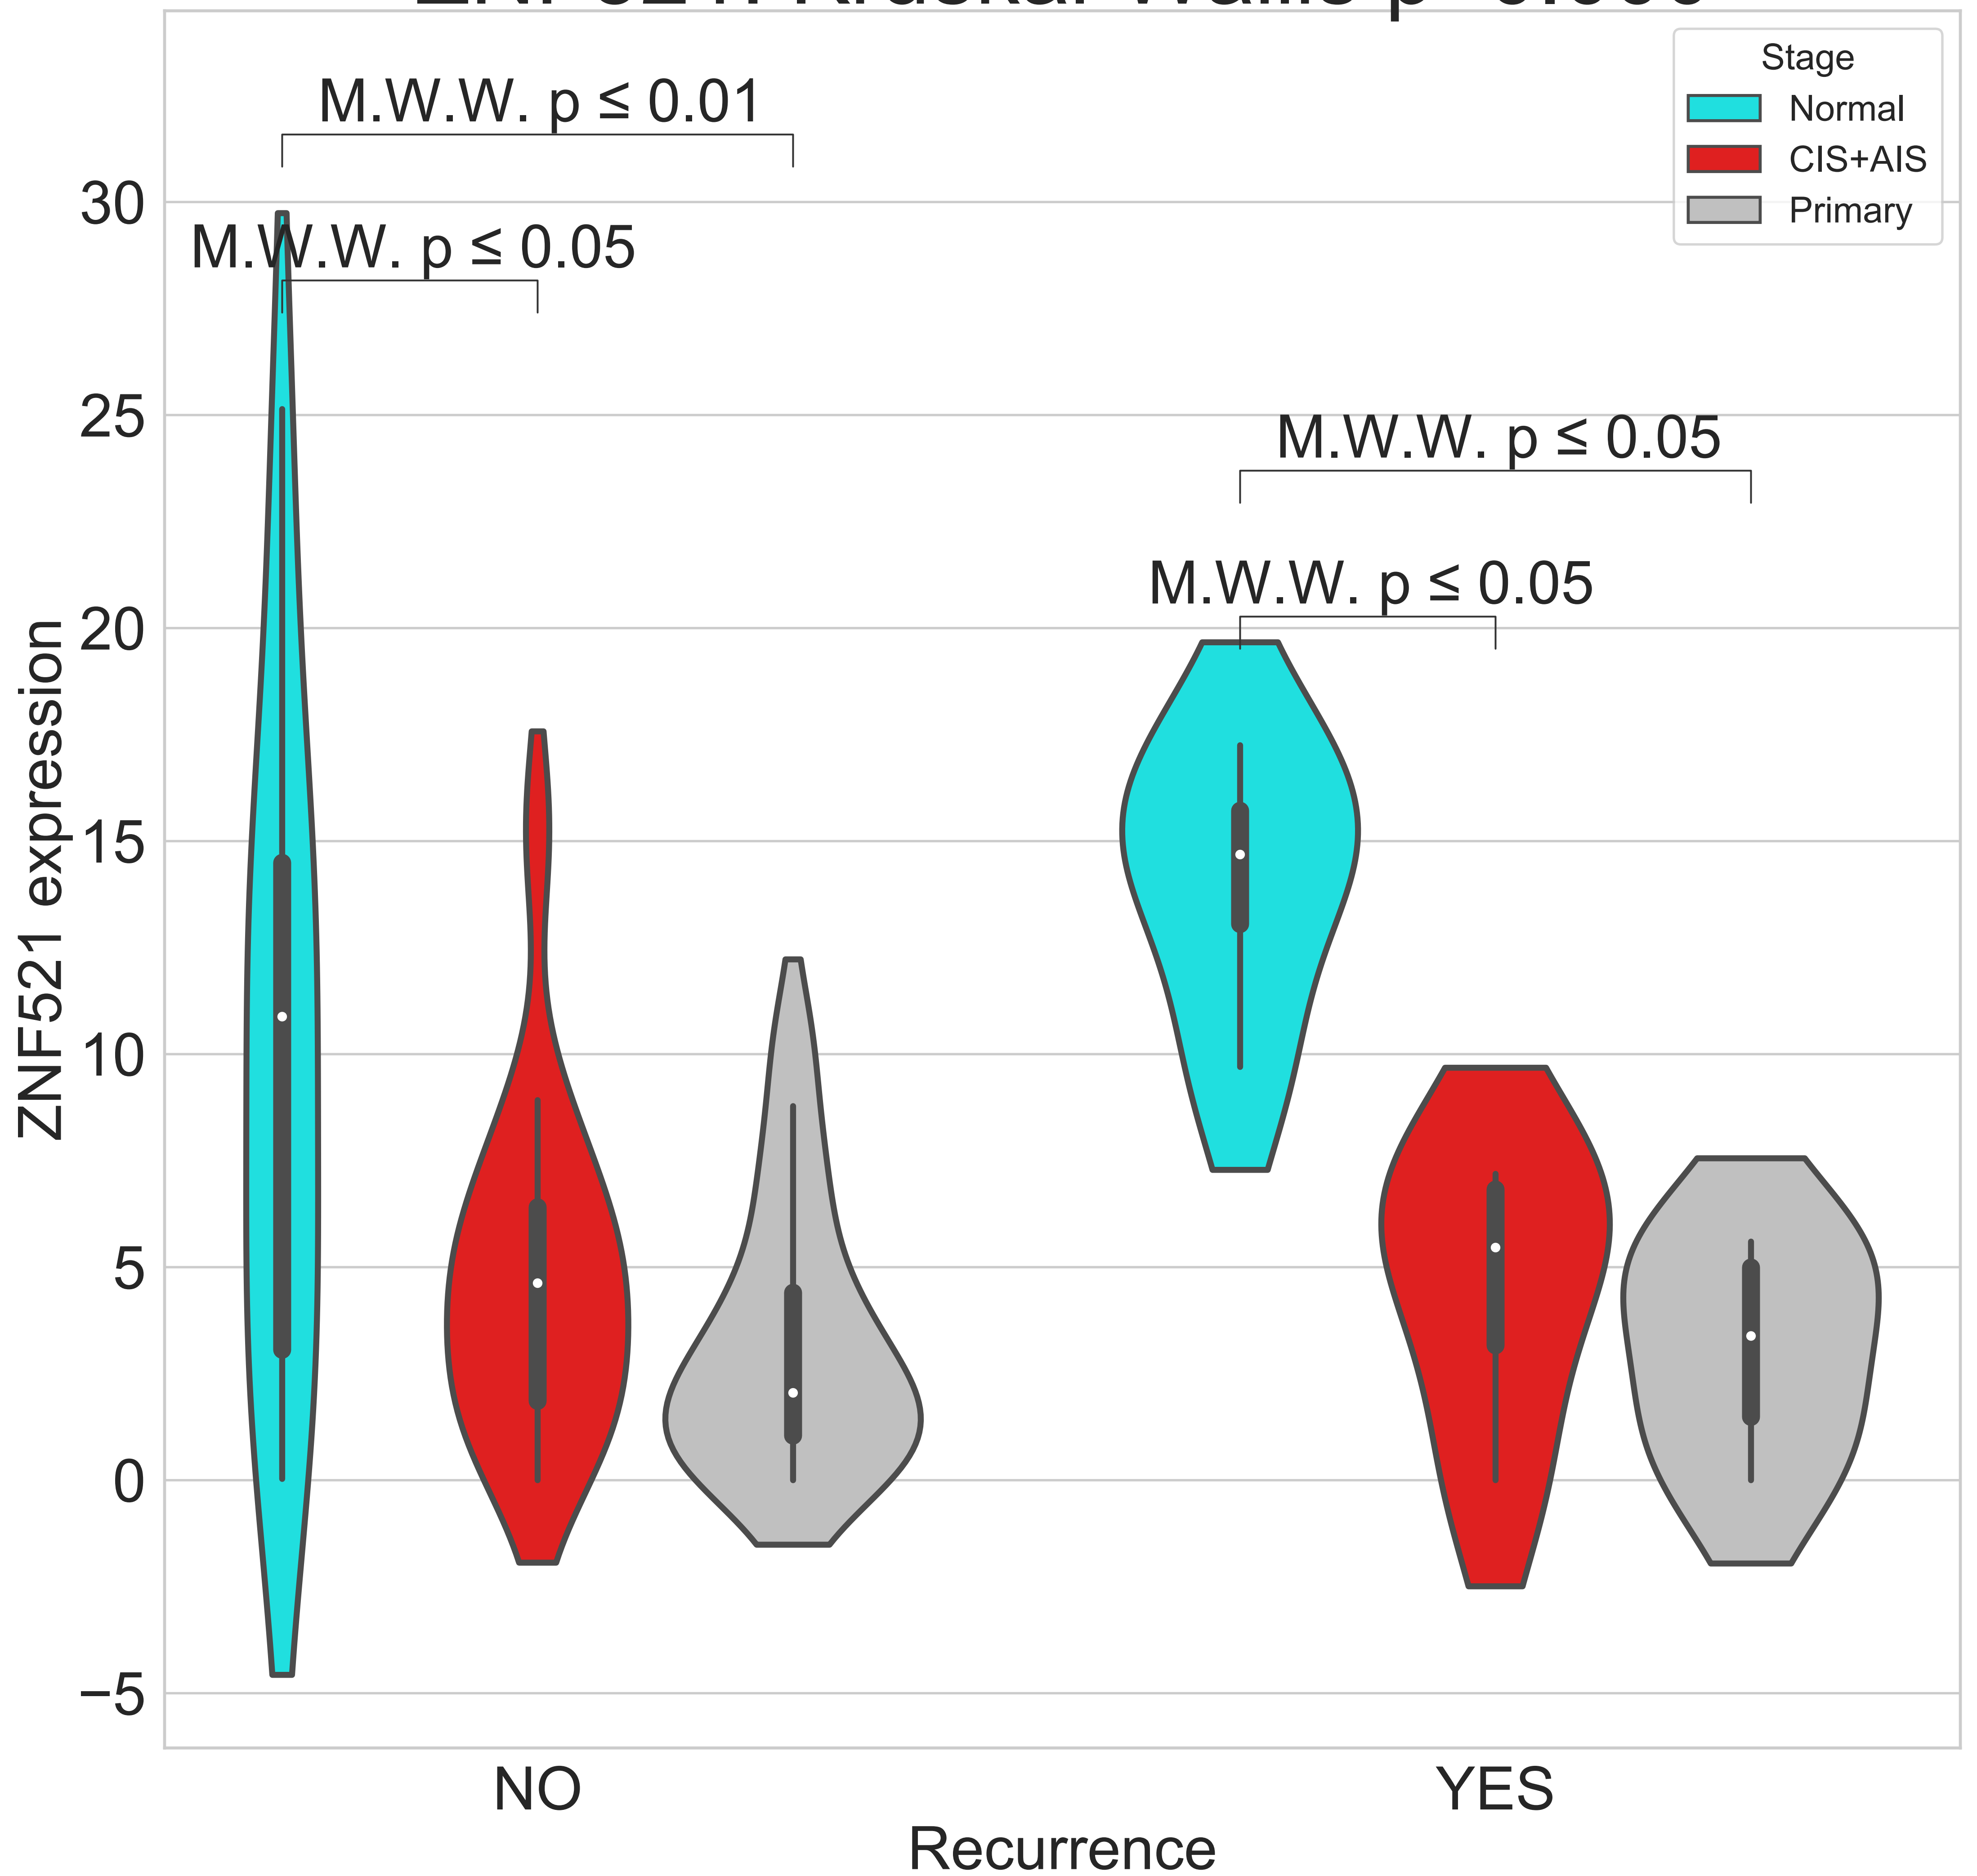 Stage
Normal
CIS+AIS
Primary
M.W.W. p ≤ 0.01
M.W.W. p ≤ 0.05
M.W.W. p ≤ 0.05
M.W.W. p ≤ 0.05
ZNF521 expression
30
25
20
15
10
5
0
−5
NO
YES
Recurrence